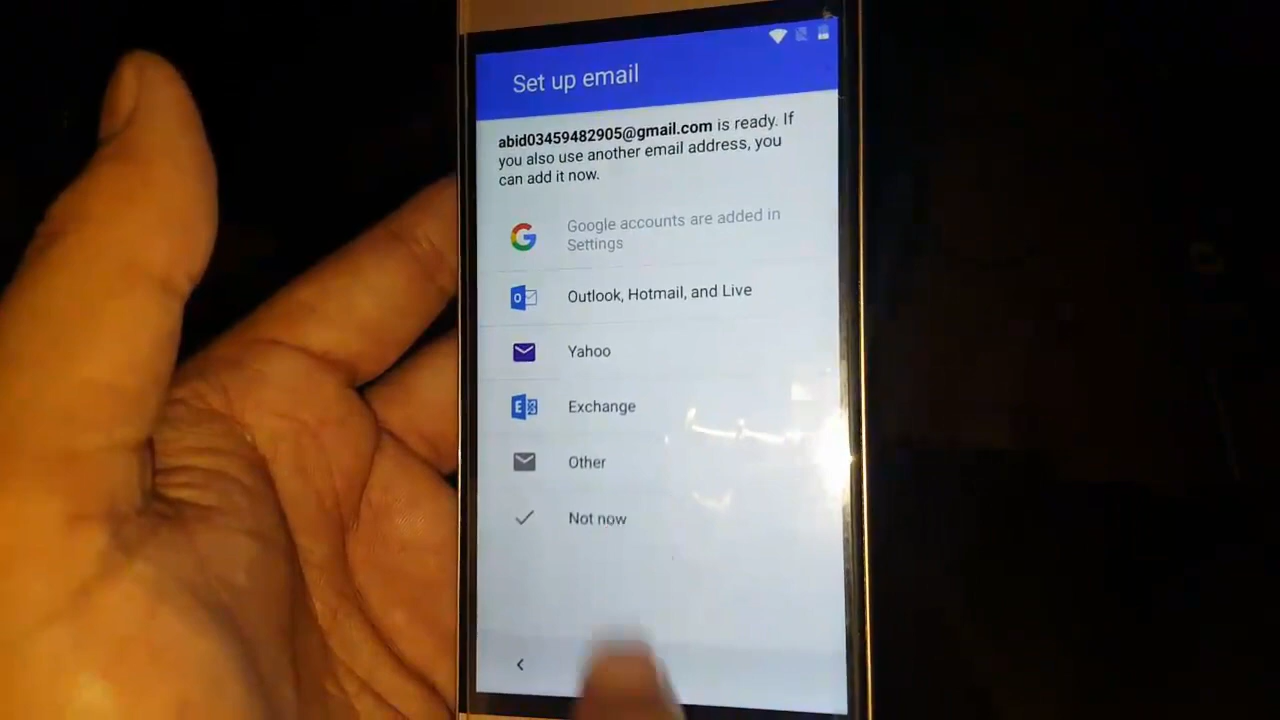 Set up email
abid03459482905@gmail.com is ready. If
you also use another email address, you
can add it now.
Google accounts are added in
Settings
Outlook, Hotmail, and Live
Yahoo
Exchange
Other
Not now